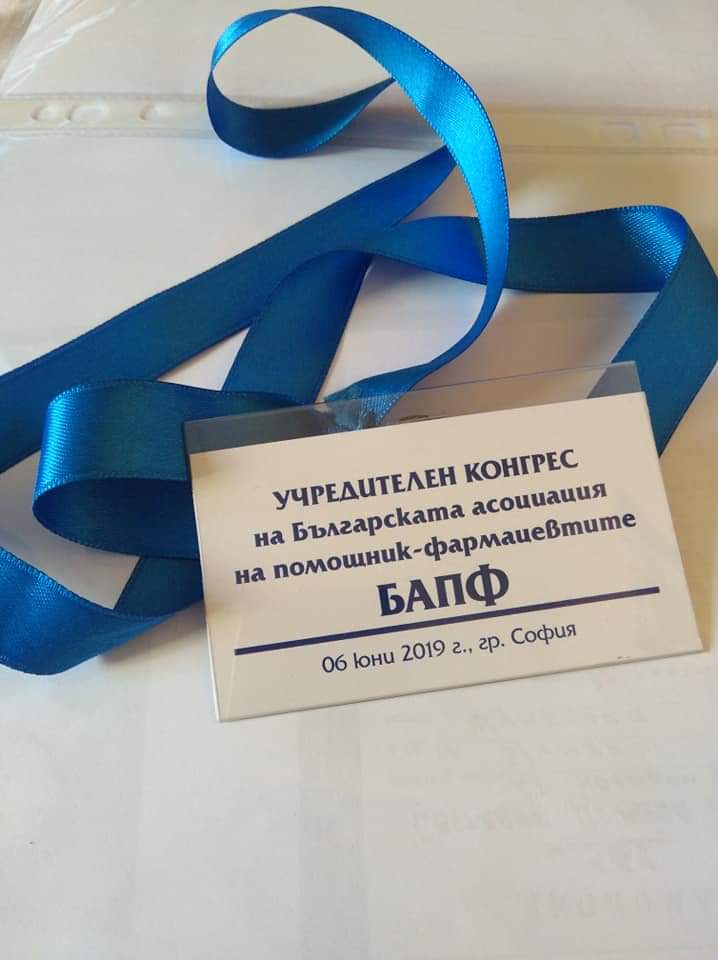 УЧРЕДИТЕЛЕН КОНГРЕС
на Българската асоциация
на помощник-фармацевтите
БАПФ
06 юни 2019 г., гр. София